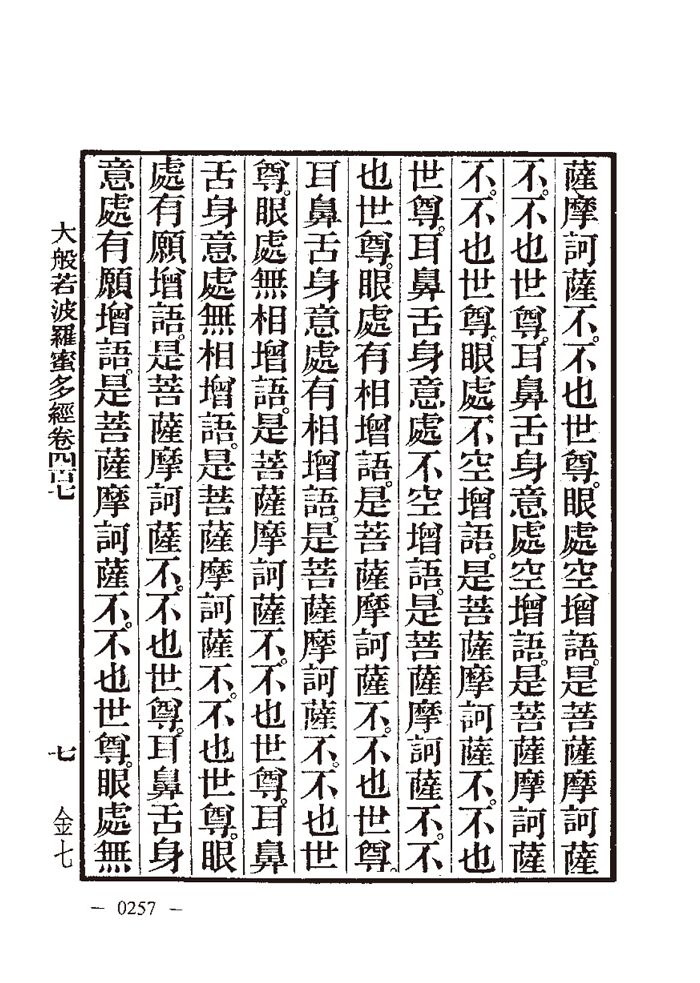 薩摩訶薩不。不也世尊。眼處空增語。是菩薩摩訶薩
不。不也世尊。耳鼻舌身意處空增語。是菩薩摩訶薩
不。不也世尊。眼處不空增語。是菩薩摩訶薩不。不也
世尊。耳鼻舌身意處不空增語。是菩薩摩訶薩不。不
也世尊。眼處有相增語。是菩薩摩訶薩不。不也世尊。
耳鼻舌身意處有相增語。是菩薩摩訶薩不。不也世
尊。眼處無相增語。是菩薩摩訶薩不。不也世尊。耳鼻
舌身意處無相增語。是菩薩摩訶薩不。不也世尊。眼
處有願增語。是菩薩摩訶薩不。不也世尊。耳鼻舌身
意處有願增語。是菩薩摩訶薩不。不也世尊。眼處無
大般若波羅蜜多經卷四百七
七
金七
— 0257 —